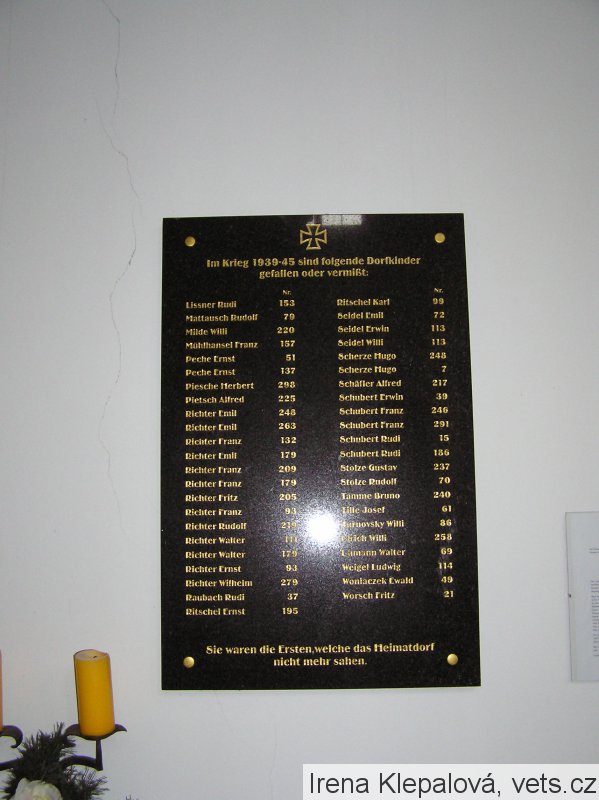 Im Krieg 1939-45 sind folgende Dorfkinder
gefallen oder vermißt:
Nr.
Lissner Rudi 153
Mattausch Rudolf 79
Milde Willi 220
Mühlhansel Franz 157
Peche Ernst 51
Peche Ernst 137
Piesche Herbert 298
Pietsch Alfred 225
Richter Emil 248
Richter Emil 263
Richter Franz 132
Richter Emil 179
Richter Franz 209
Richter Franz 179
Richter Fritz 205
Richter Franz 93
Richter Rudolf 219
Richter Walter 111
Richter Walter 179
Richter Ernst 93
Richter Wilhelm 279
Raubach Rudi 37
Ritschel Ernst 195
Nr.
Ritschel Karl 99
Seidel Emil 72
Seidel Erwin 113
Seidel Willi 113
Scherze Hugo 248
Scherze Hugo 7
Schäfler Alfred 217
Schubert Erwin 39
Schubert Franz 246
Schubert Franz 291
Schubert Rudi 15
Schubert Rudi 186
Stolze Gustav 237
Stolze Rudolf 70
Tamme Bruno 240
Josef 61
Willi 86
Willi 258
Walter 69
Weigel Ludwig 114
Woniaczek Ewald 49
Worsch Fritz 21
Sie waren die Ersten,welche das Heimatdorf
nicht mehr sahen.
Irena Klepalová, vets.cz